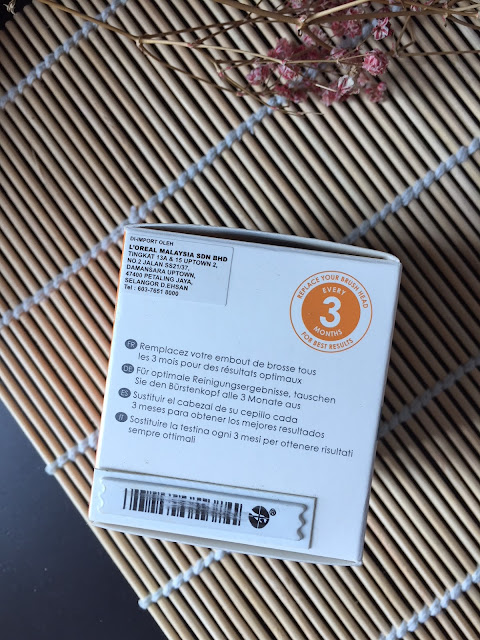 DI-IMPORT OLEH
L'OREAL MALAYSIA SDN BHD
TINGKAT 13A & 15 UPTOWN 2,
NO.2 JALAN SS21/37,
DAMANSARA UPTOWN,
47400 PETALING JAYA,
SELANGOR D.EHSAN
Tel : 603-7651 8000
REPLACE YOUR BRUSH HEAD
EVERY
3
MONTHS
FOR BEST RESULTS
FR Remplacez votre embout de brosse tous
les 3 mois pour des résultats optimaux
DE Für optimale Reinigungsergebnisse, tauschen
Sie den Bürstenkopf alle 3 Monate aus
ES Sustituir el cabezal de su cepillo cada
3 meses para obtener los mejores resultados
IT Sostituire la testina ogni 3 mesi per ottenere risultati
sempre ottimali
®